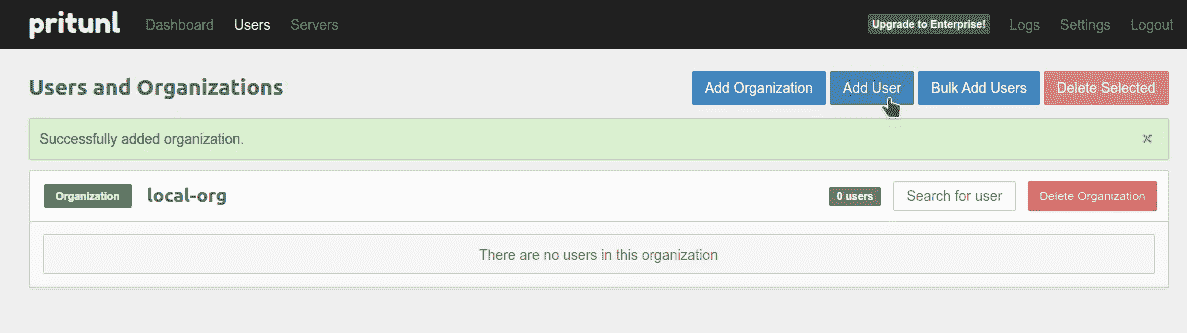 pritunl Dashboard Users Servers Upgrade to Enterprise! Logs Settings Logout
Users and Organizations Add Organization Add User Bulk Add Users Delete Selected
Successfully added organization. ×
Organization local-org 0 users Search for user Delete Organization
There are no users in this organization